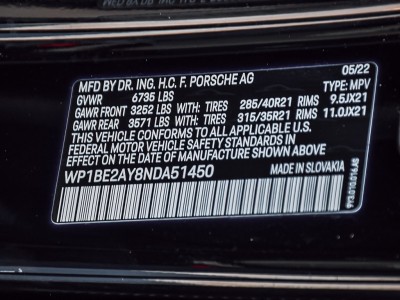 MFD BY DR. ING. H.C. F. PORSCHE AG 05/22
GVWR 6735 LBS TYPE: MPV
GAWR FRONT 3252 LBS WITH: TIRES 285/40R21 RIMS 9.5JX21
GAWR REAR 3571 LBS WITH: TIRES 315/35R21 RIMS 11.0JX21
THIS VEHICLE CONFORMS TO ALL APPLICABLE U.S.
FEDERAL MOTOR VEHICLE SAFETY STANDARDS IN
EFFECT ON THE DATE OF MANUFACTURE SHOWN ABOVE
WP1BE2AY8NDA51450
MADE IN SLOVAKIA